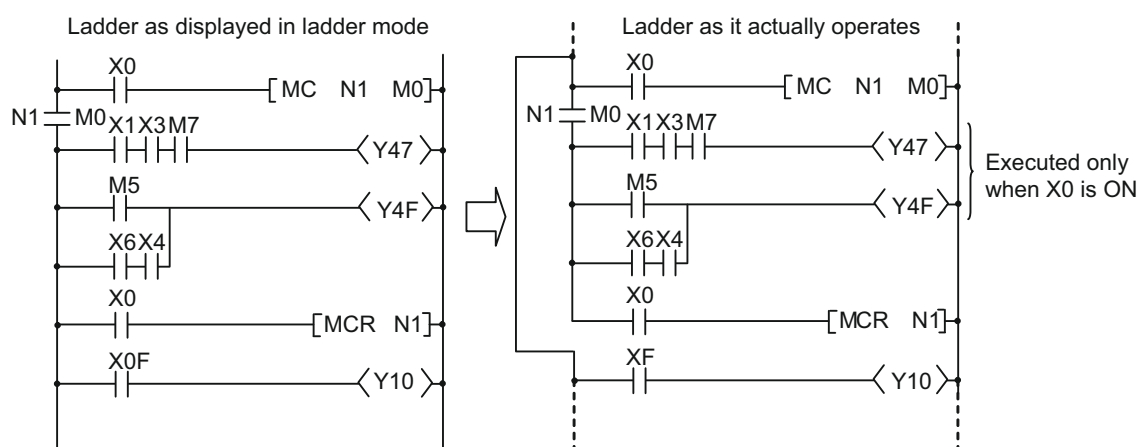 Ladder as displayed in ladder mode
X0
MC N1 M0
N1 M0
X1 X3 M7
Y47
M5
Y4F
X6 X4
X0
MCR N1
X0F
Y10
Ladder as it actually operates
X0
MC N1 M0
N1 M0
X1 X3 M7
Y47
M5
Y4F
X6 X4
X0
MCR N1
XF
Y10
Executed only
when X0 is ON